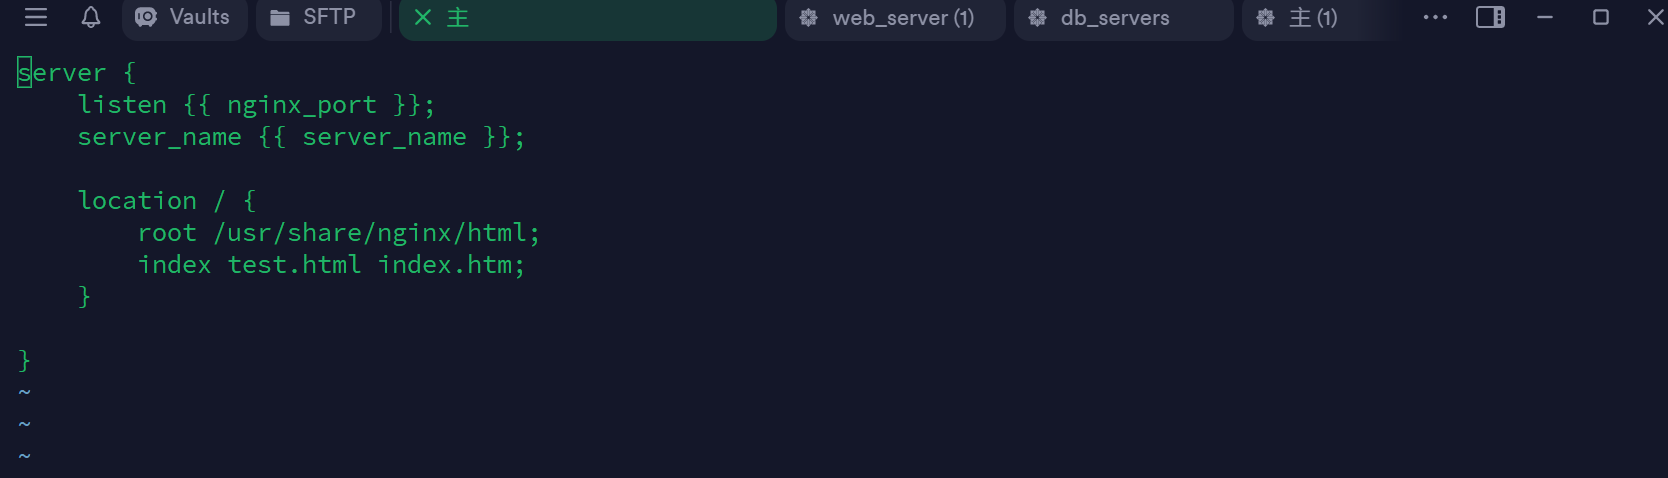 Vaults SFTP 主 web_server (1) db_servers 主 (1)
server {
    listen {{ nginx_port }};
    server_name {{ server_name }};
    location / {
        root /usr/share/nginx/html;
        index test.html index.htm;
    }
}
~
~
~